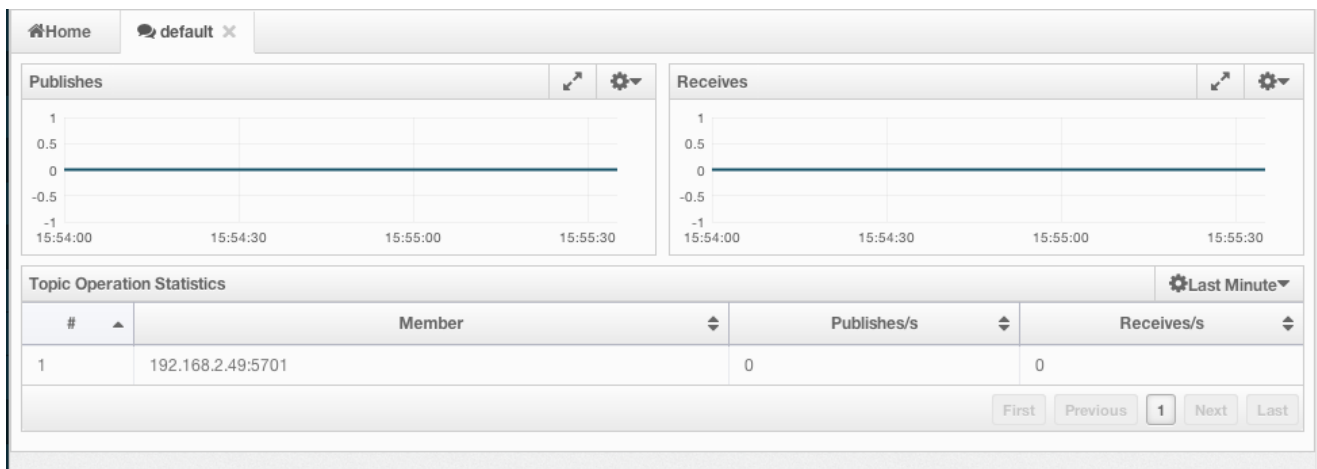 Home default
Publishes
1
0.5
0
-0.5
-1
15:54:00 15:54:30 15:55:00 15:55:30
Receives
1
0.5
0
-0.5
-1
15:54:00 15:54:30 15:55:00 15:55:30
Topic Operation Statistics Last Minute
# Member Publishes/s Receives/s
1 192.168.2.49:5701 0 0
First Previous 1 Next Last